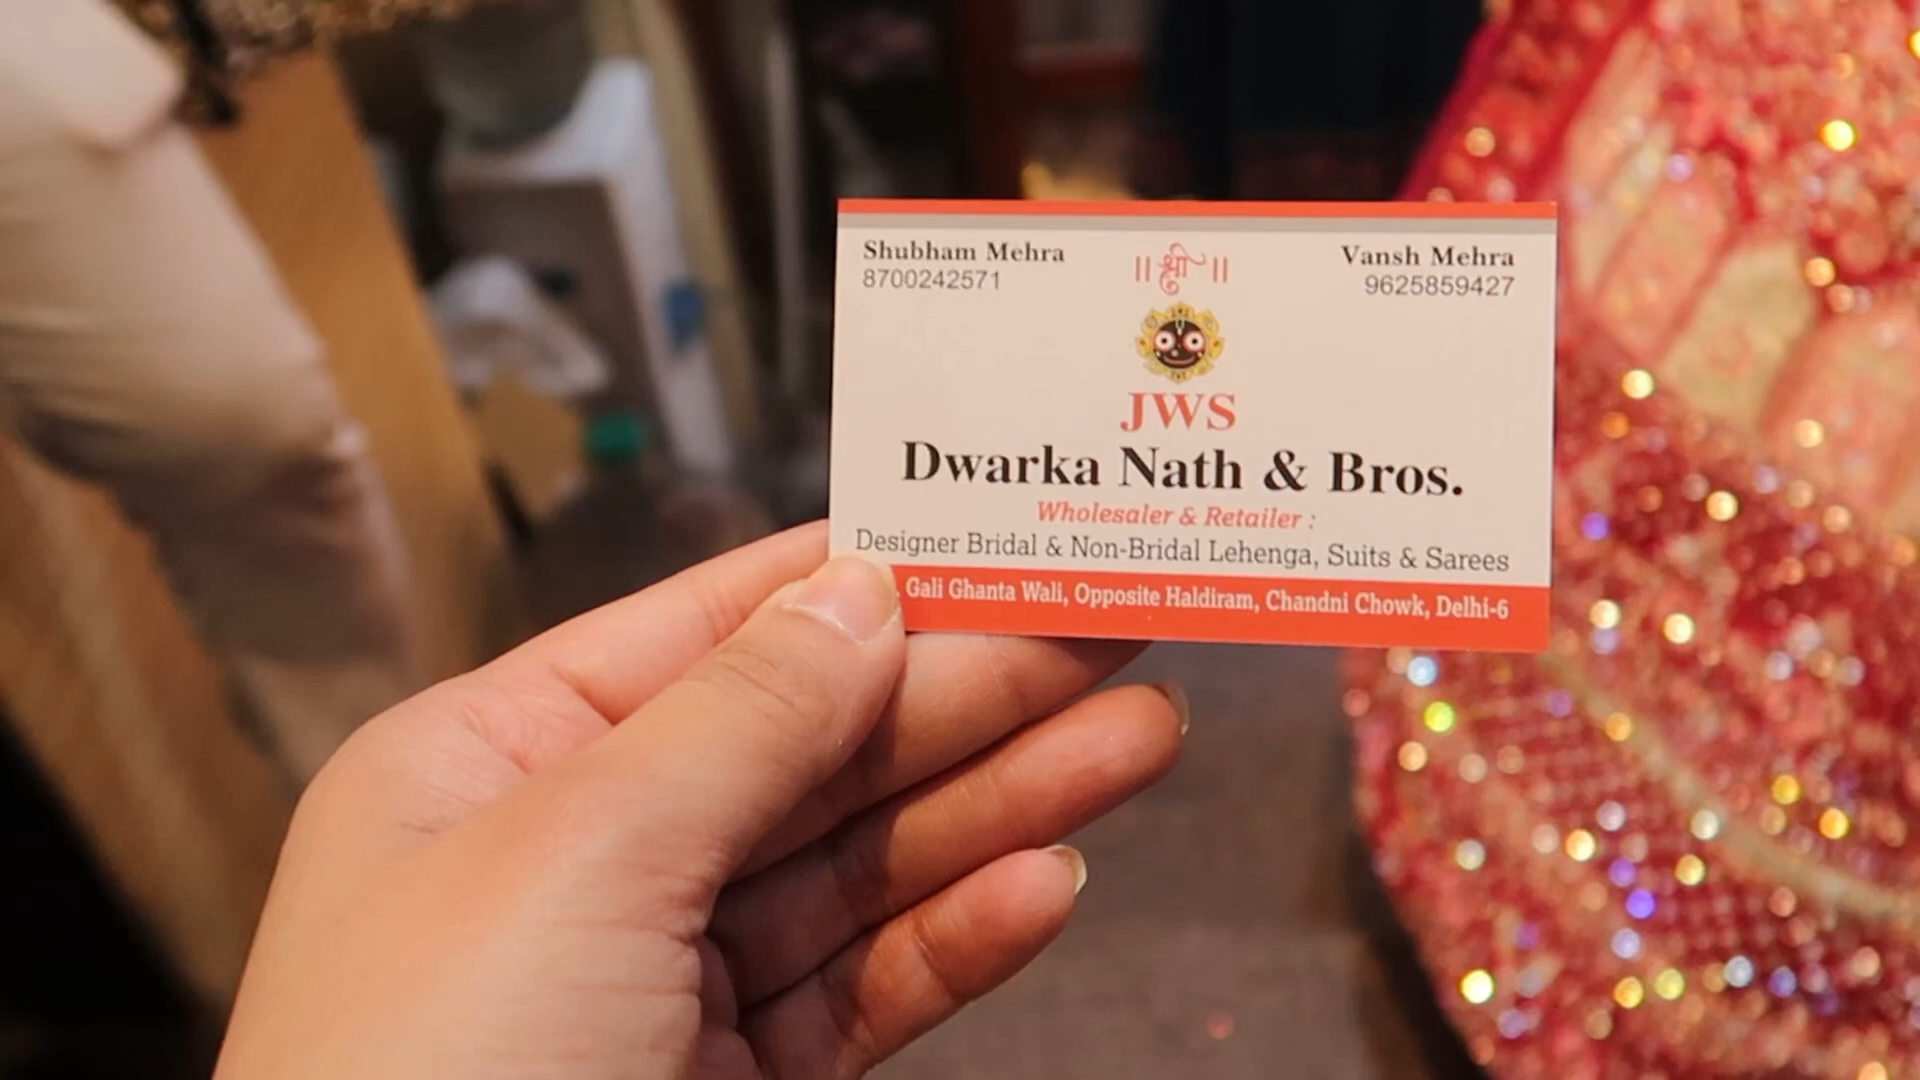 Shubham Mehra
8700242571
॥ श्री ॥
Vansh Mehra
9625859427
JWS
Dwarka Nath & Bros.
Wholesaler & Retailer :
Designer Bridal & Non-Bridal Lehenga, Suits & Sarees
, Gali Ghanta Wali, Opposite Haldiram, Chandni Chowk, Delhi-6